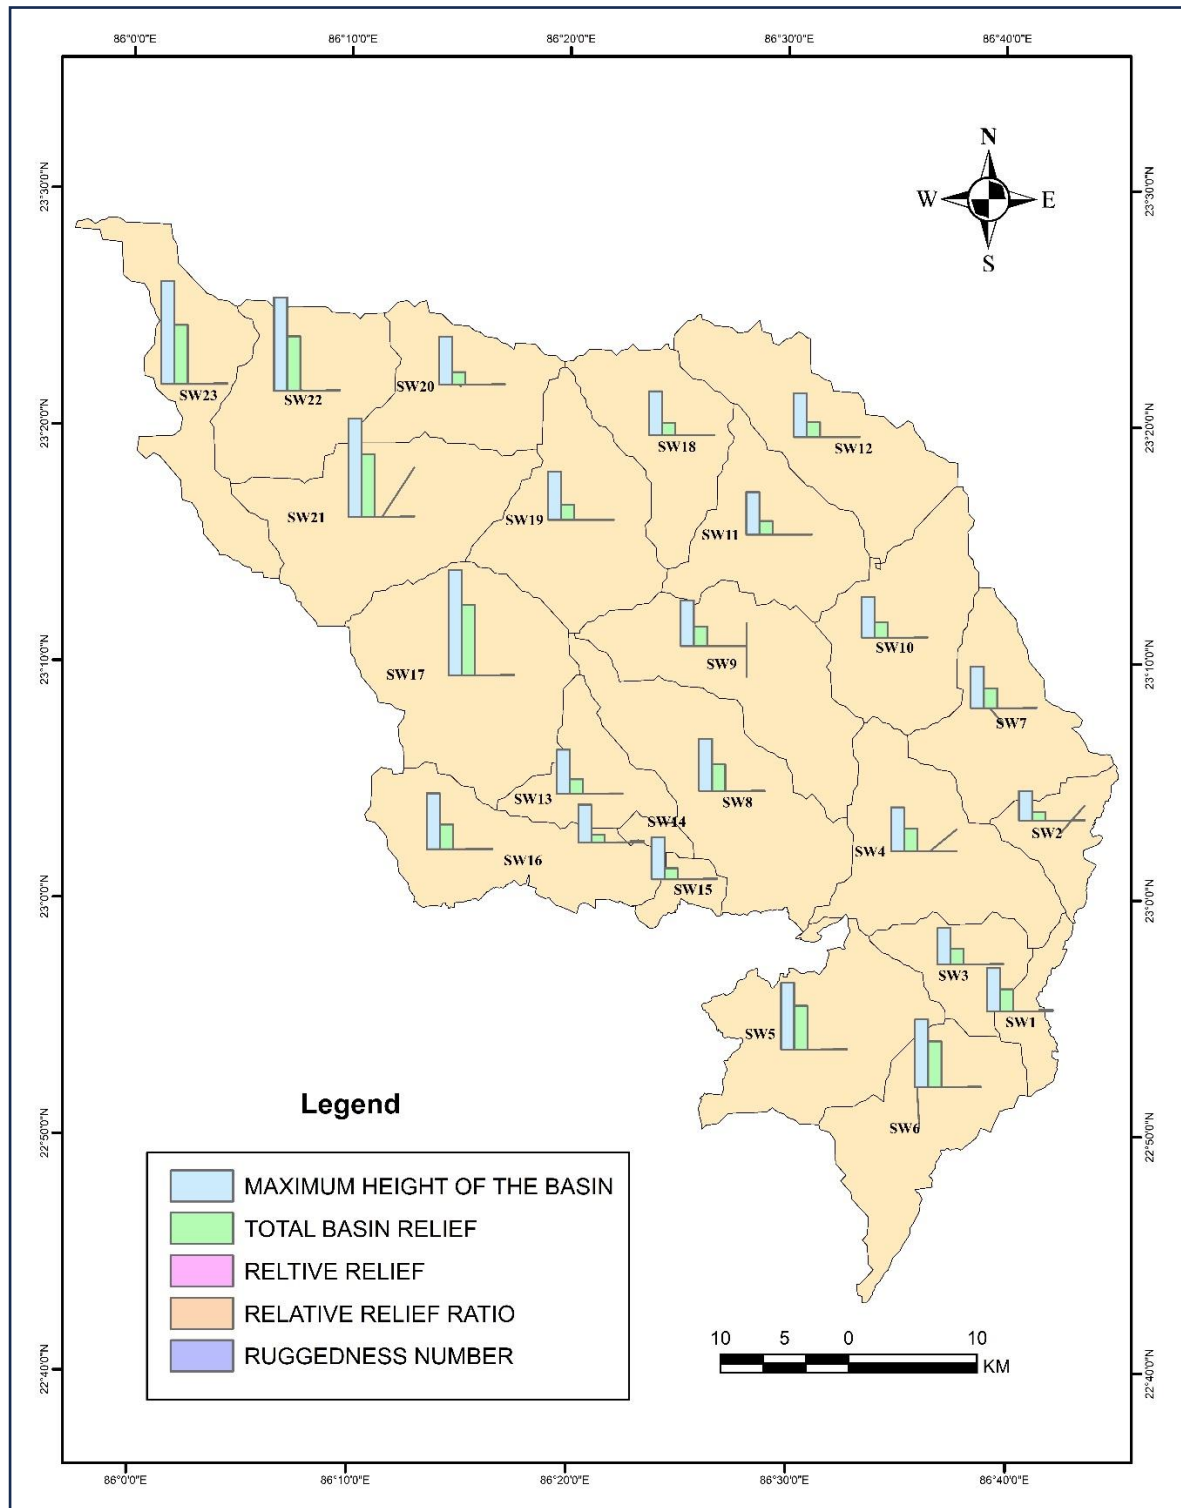 86°0'0"E 86°10'0"E 86°20'0"E 86°30'0"E 86°40'0"E
N
W E
S
23°30'0"N 23°30'0"N
SW23 SW22 SW20
23°20'0"N 23°20'0"N
SW18 SW12
SW21 SW19 SW11
SW17 SW9 SW10
23°10'0"N 23°10'0"N
SW7
SW13 SW8
SW14 SW2
SW16 SW4
SW15
23°0'0"N 23°0'0"N
SW3
SW1
SW5
SW6
22°50'0"N 22°50'0"N
Legend
MAXIMUM HEIGHT OF THE BASIN
TOTAL BASIN RELIEF
RELTIVE RELIEF
RELATIVE RELIEF RATIO
RUGGEDNESS NUMBER
10 5 0 10
KM
22°40'0"N 22°40'0"N
86°0'0"E 86°10'0"E 86°20'0"E 86°30'0"E 86°40'0"E